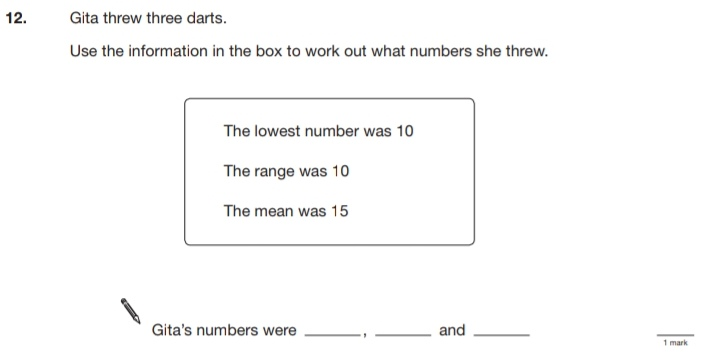 12. Gita threw three darts.
Use the information in the box to work out what numbers she threw.
The lowest number was 10
The range was 10
The mean was 15
Gita's numbers were ______ , ______ and ______
1 mark